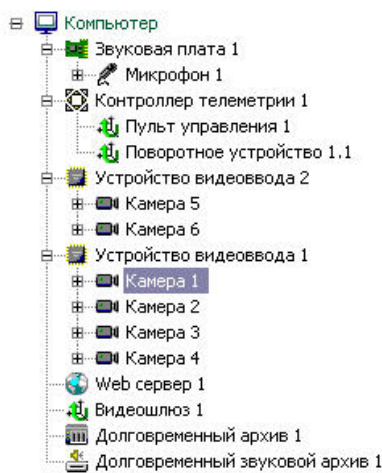 Компьютер
Звуковая плата 1
Микрофон 1
Контроллер телеметрии 1
Пульт управления 1
Поворотное устройство 1.1
Устройство видеоввода 2
Камера 5
Камера 6
Устройство видеоввода 1
Камера 1
Камера 2
Камера 3
Камера 4
Web сервер 1
Видеошлюз 1
Долговременный архив 1
Долговременный звуковой архив 1